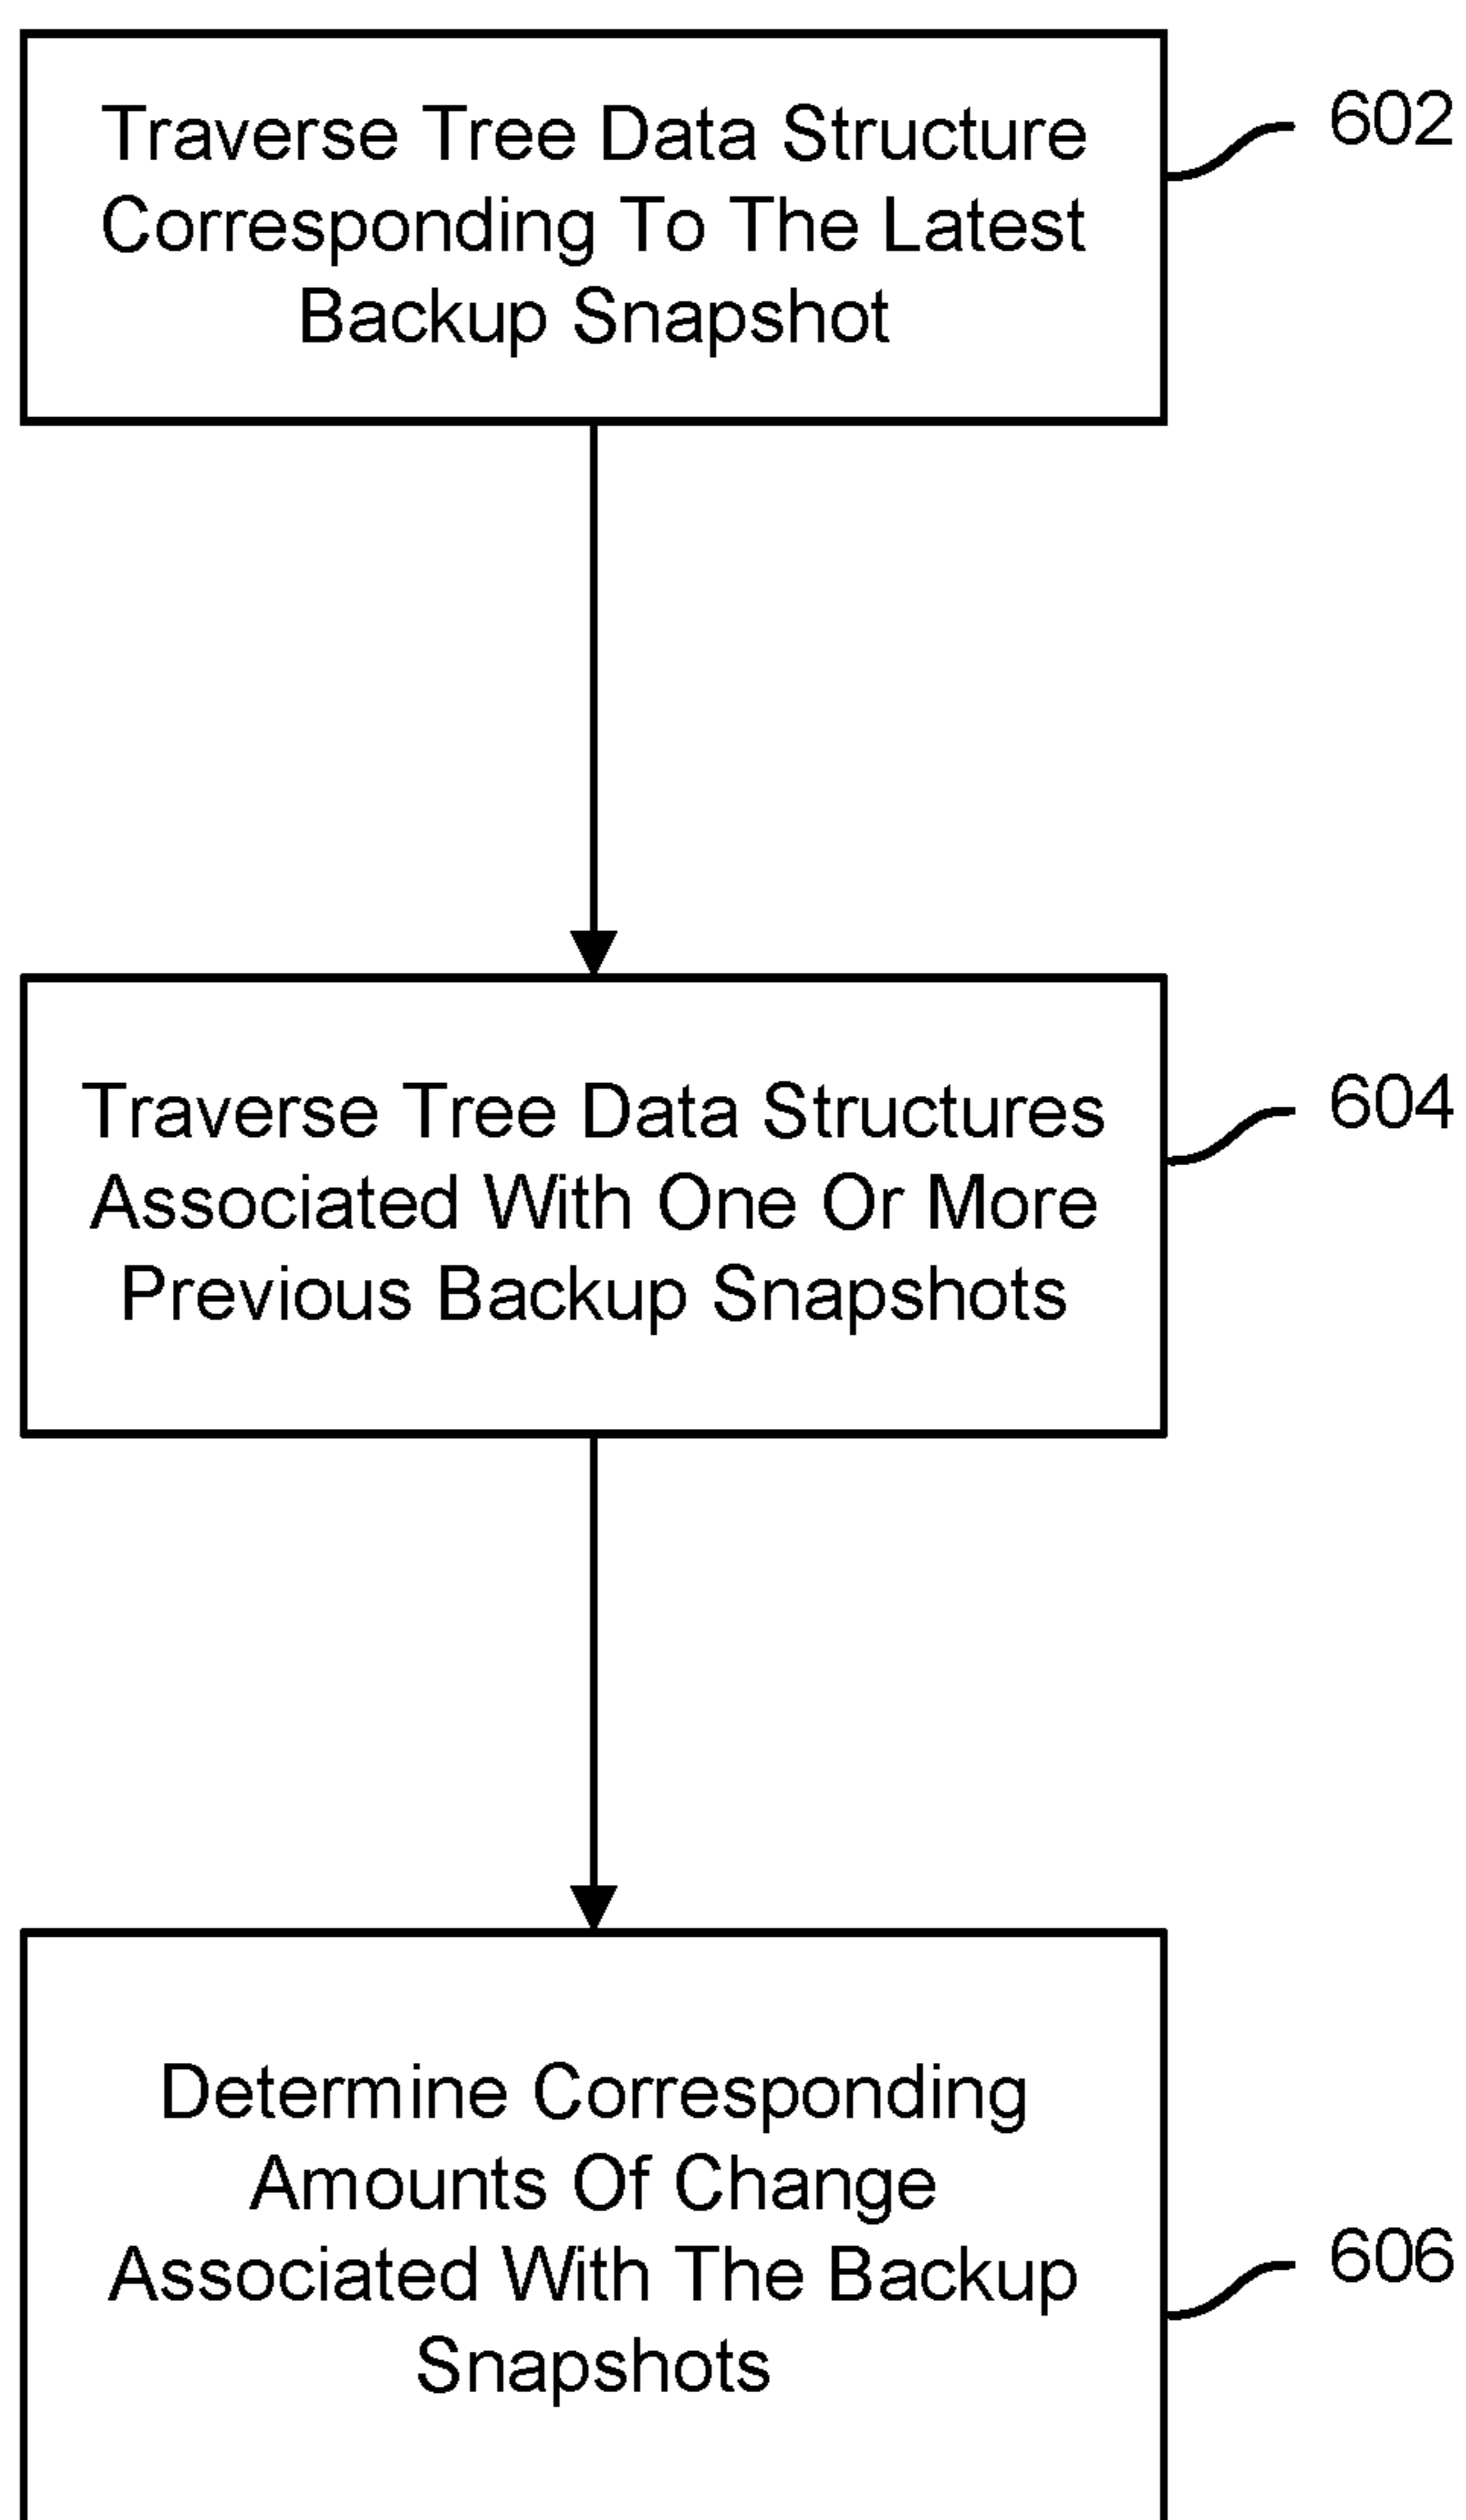 Traverse Tree Data Structure
Corresponding To The Latest
Backup Snapshot
602
Traverse Tree Data Structures
Associated With One Or More
Previous Backup Snapshots
604
Determine Corresponding
Amounts Of Change
Associated With The Backup
Snapshots
606